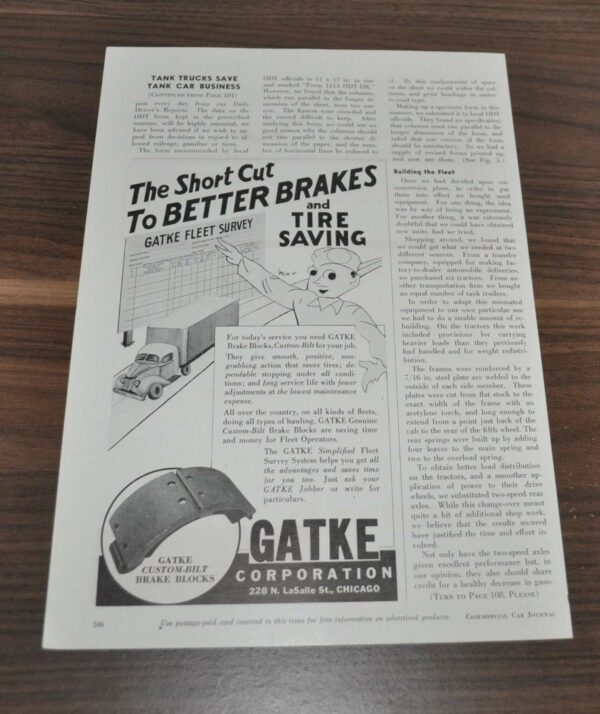 TANK TRUCKS SAVE
TANK CAR BUSINESS
(CONTINUED FROM PAGE 104)
post every day from our Daily
Driver's Reports. The data on the
ODT form, kept in the prescribed
manner, will be highly essential, we
have been advised if we wish to ap-
peal from decisions in regard to al-
lowed mileage, gasoline or tires.
The form recommended by local
ODT officials is 11 x 17 in. in size
and marked "Form 1112-ODT-DR."
However, we found that the columns,
which run parallel to the longer di-
mension of the sheet, were too nar-
row. The figures were crowded and
the record difficult to keep. After
studying this form, we could see no
good reason why the columns should
not run parallel to the shorter di-
mension of the paper, and the num-
ber of horizontal lines be reduced to
By this readjustment of space
on the sheet we could widen the col-
umns, and print headings in easier-
to-read type.
Making up a specimen form in this
manner, we submitted it to local ODT
officials. They found no specification
that columns must run parallel to the
longer dimension of the form, and
ruled that our version of the form
should be satisfactory. So we had a
supply of revised forms printed up,
and now use them. (See Fig. 5.)
Building the Fleet
Once we had decided upon our
conversion plans, in order to put
them into effect we bought used
equipment. For one thing, the idea
was by way of being an experiment.
For another thing, it was extremely
doubtful that we could have obtained
new units, had we tried.
Shopping around, we found that
we could get what we needed at two
different sources. From a transfer
company, equipped for making fac-
tory-to-dealer automobile deliveries,
we purchased six tractors. From an-
other transportation firm we bought
an equal number of tank trailers.
In order to adapt this mismated
equipment to our own particular use
we had to do a sizable amount of re-
building. On the tractors this work
included provisions for carrying
heavier loads than they previously
had handled and for weight redistri-
bution.
The frames were reinforced by a
7/16 in. steel plate arc welded to the
outside of each side member. These
plates were cut from flat stock to the
exact width of the frame with an
acetylene torch, and long enough to
extend from a point just back of the
cab to the rear of the fifth wheel. The
rear springs were built up by adding
four leaves to the main spring and
two to the overload spring.
To obtain better load distribution
on the tractors, and a smoother ap-
plication of power to their drive
wheels, we substituted two-speed rear
axles. While this change-over meant
quite a bit of additional shop work,
we believe that the results secured
have justified the time and effort in-
volved.
Not only have the two-speed axles
given excellent performance but, in
our opinion, they also should share
credit for a healthy decrease in gaso-
(TURN TO PAGE 108, PLEASE)
The Short Cut
To BETTER BRAKES
and
TIRE
SAVING
GATKE FLEET SURVEY
For today's service you need GATKE
Brake Blocks, Custom-Bilt for your job.
They give smooth, positive, non-
grabbing action that saves tires; de-
pendable stopping under all condi-
tions; and long service life with fewer
adjustments at the lowest maintenance
expense.
All over the country, on all kinds of fleets,
doing all types of hauling, GATKE Genuine
Custom-Bilt Brake Blocks are saving time
and money for Fleet Operators.
The GATKE Simplified Fleet
Survey System helps you get all
the advantages and saves time
for you too. Just ask your
GATKE Jobber or write for
particulars.
GATKE
CUSTOM-BILT
BRAKE BLOCKS
GATKE
CORPORATION
228 N. LaSalle St., CHICAGO
106
Use postage-paid card inserted in this issue for free information on advertised products
COMMERCIAL CAR JOURNAL